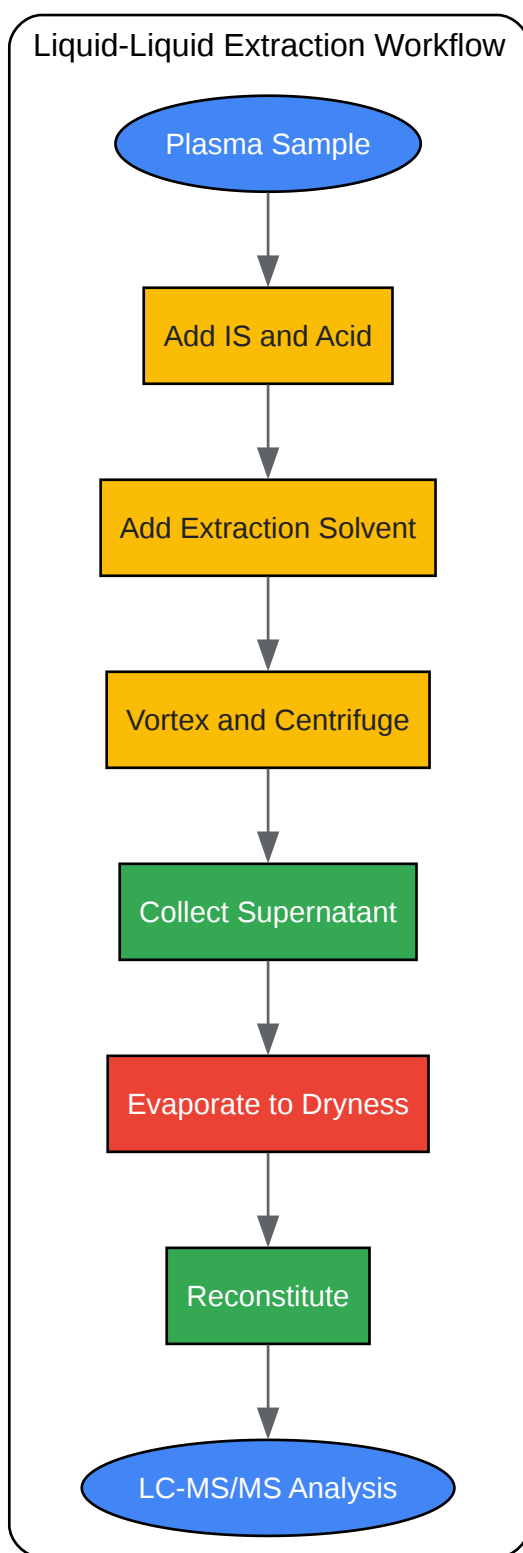 Liquid-Liquid Extraction Workflow
Plasma Sample
Add IS and Acid
Add Extraction Solvent
Vortex and Centrifuge
Collect Supernatant
Evaporate to Dryness
Reconstitute
LC-MS/MS Analysis